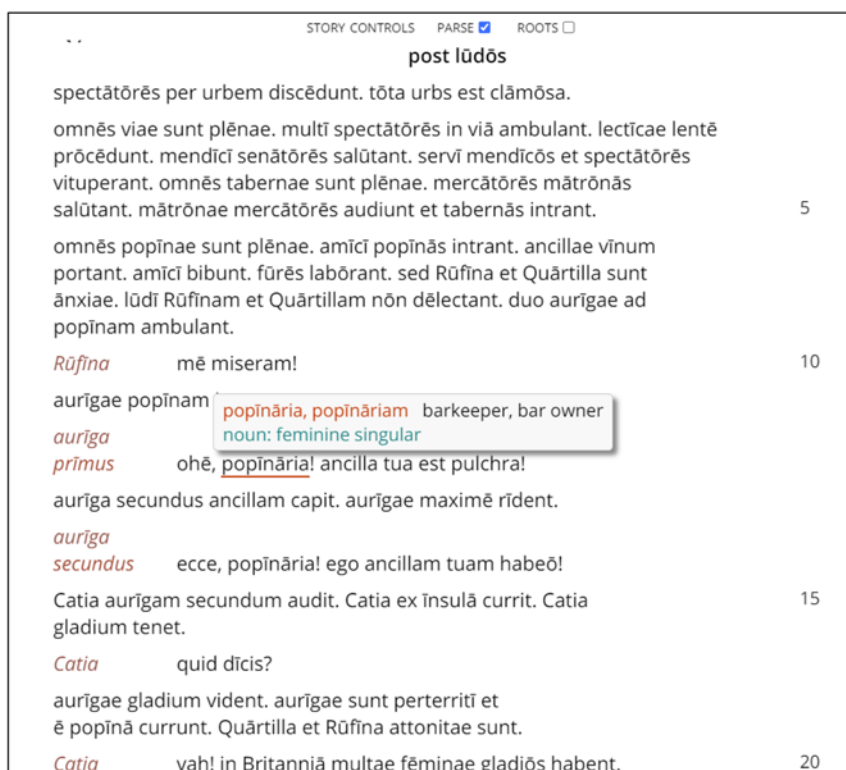 STORY CONTROLS PARSE ROOTS
post lūdōs
spectātōrēs per urbem discēdunt. tōta urbs est clāmōsa.
omnēs viae sunt plēnae. multī spectātōrēs in viā ambulant. lectīcae lentē
prōcēdunt. mendīcī senātōrēs salūtant. servī mendīcōs et spectātōrēs
vituperant. omnēs tabernae sunt plēnae. mercātōrēs mātrōnās
salūtant. mātrōnae mercātōrēs audiunt et tabernās intrant. 5
omnēs popīnae sunt plēnae. amīcī popīnās intrant. ancillae vīnum
portant. amīcī bibunt. fūrēs labōrant. sed Rūfīna et Quārtilla sunt
ānxiae. lūdī Rūfīnam et Quārtillam nōn dēlectant. duo aurīgae ad
popīnam ambulant.
Rūfīna mē miseram! 10
aurīgae popīnam
popīnāria, popīnāriam barkeeper, bar owner
noun: feminine singular
aurīga
prīmus ohē, popīnāria! ancilla tua est pulchra!
aurīga secundus ancillam capit. aurīgae maximē rīdent.
aurīga
secundus ecce, popīnāria! ego ancillam tuam habeō!
Catia aurīgam secundum audit. Catia ex īnsulā currit. Catia 15
gladium tenet.
Catia quid dīcis?
aurīgae gladium vident. aurīgae sunt perterritī et
ē popīnā currunt. Quārtilla et Rūfīna attonitae sunt.
Catia vah! in Britanniā multae fēminae gladiōs habent. 20